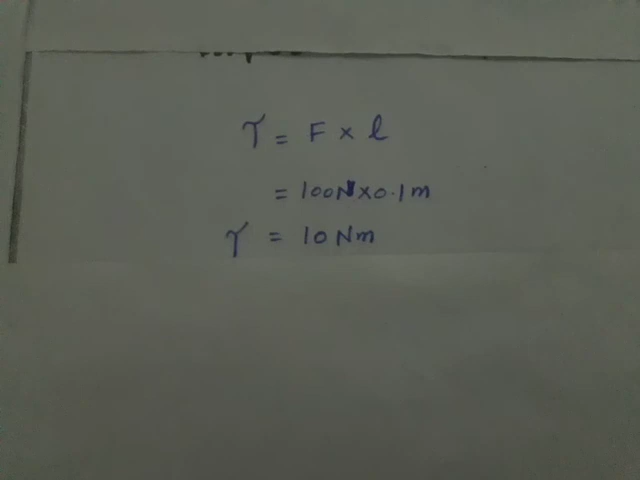 τ = F × l
= 100N × 0.1m
τ = 10 Nm